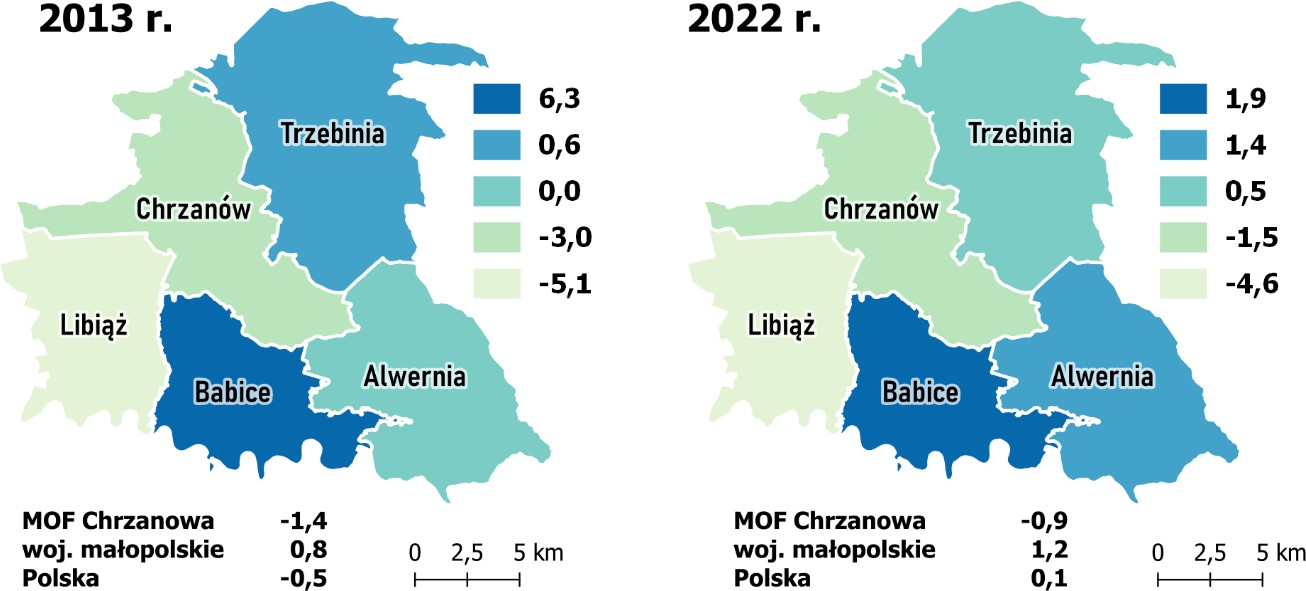 2013 r.
6,3
0,6
0,0
-3,0
-5,1
Trzebinia
Chrzanów
Libiąż
Babice
Alwernia
MOF Chrzanowa -1,4
woj. małopolskie 0,8
Polska -0,5
0 2,5 5 km
2022 r.
1,9
1,4
0,5
-1,5
-4,6
Trzebinia
Chrzanów
Libiąż
Babice
Alwernia
MOF Chrzanowa -0,9
woj. małopolskie 1,2
Polska 0,1
0 2,5 5 km